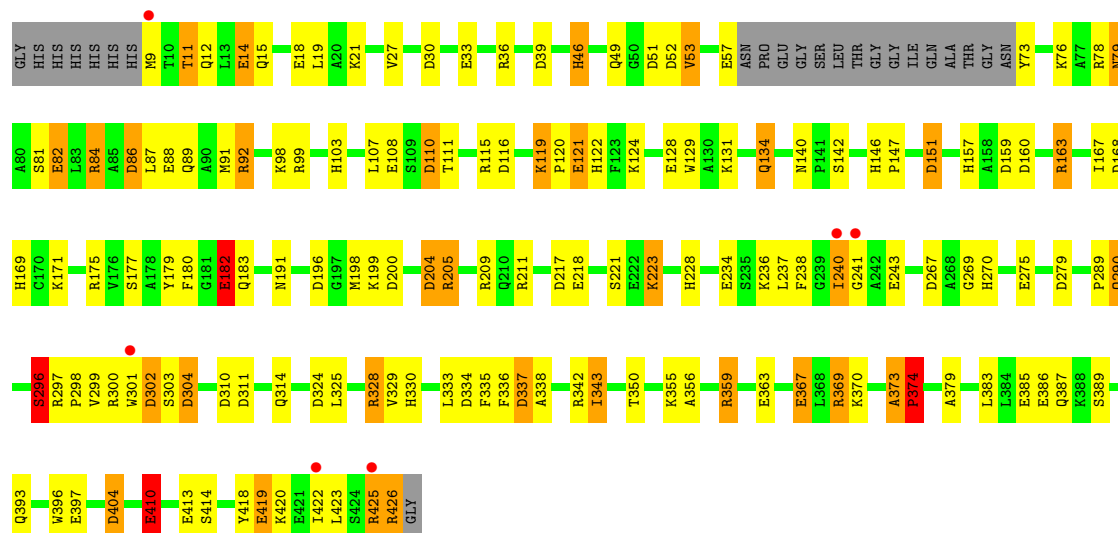 GLY HIS HIS HIS HIS HIS HIS M9 T10 T11 Q12 L13 E14 Q15 E18 L19 A20 K21 V27 D30 E33 R36 D39 H46 Q49 G50 D51 D52 V53 E57 ASN PRO GLU GLY SER LEU THR GLY GLY ILE GLN ALA THR GLY ASN Y73 K76 A77 R78 N79
A80 S81 E82 L83 R84 A85 D86 L87 E88 Q89 A90 M91 R92 K98 R99 H103 L107 E108 S109 D110 T111 R115 D116 K119 P120 E121 H122 F123 K124 E128 W129 A130 K131 Q134 N140 P141 S142 H146 P147 D151 H157 A158 D159 D160 R163 I167 D168
H169 C170 K171 R175 V176 S177 A178 Y179 F180 G181 E182 Q183 N191 D196 G197 M198 K199 D200 D204 R205 R209 Q210 R211 D217 E218 S221 E222 K223 H228 E234 S235 K236 L237 F238 G239 I240 G241 A242 E243 D267 A268 G269 H270 E275 D279 P289 Q290
S296 R297 P298 V299 R300 W301 D302 S303 D304 D310 D311 Q314 D324 L325 R328 V329 H330 L333 D334 F335 F336 D337 A338 R342 I343 T350 K355 A356 R359 E363 E367 L368 R369 K370 A373 P374 A379 L383 L384 E385 E386 Q387 K388 S389
Q393 W396 E397 D404 E410 E413 S414 Y418 E419 K420 E421 I422 L423 S424 R425 R426 GLY